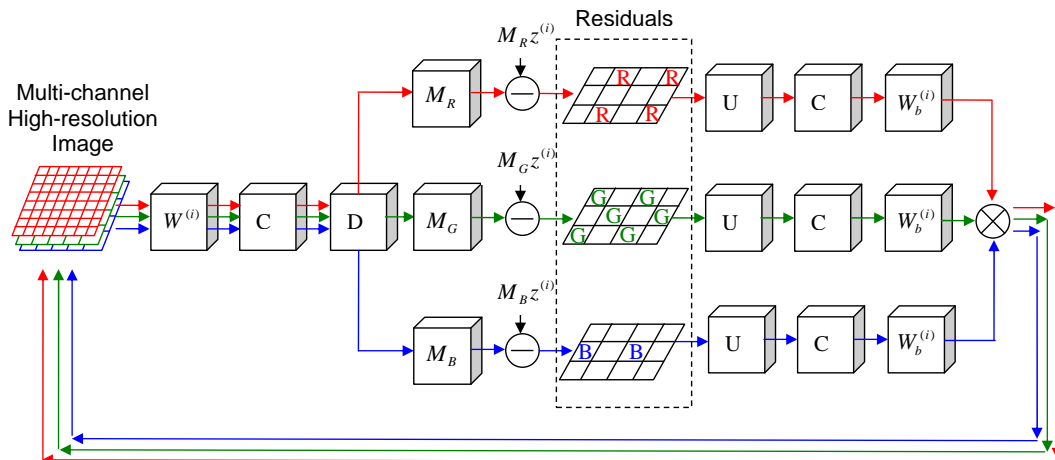 Residuals
Multi-channel
High-resolution
Image
M_R z^{(i)}
M_R
R R
R R
U
C
W_b^{(i)}
W^{(i)}
C
D
M_G z^{(i)}
M_G
G G
G G
G G
U
C
W_b^{(i)}
M_B z^{(i)}
M_B
B B
U
C
W_b^{(i)}